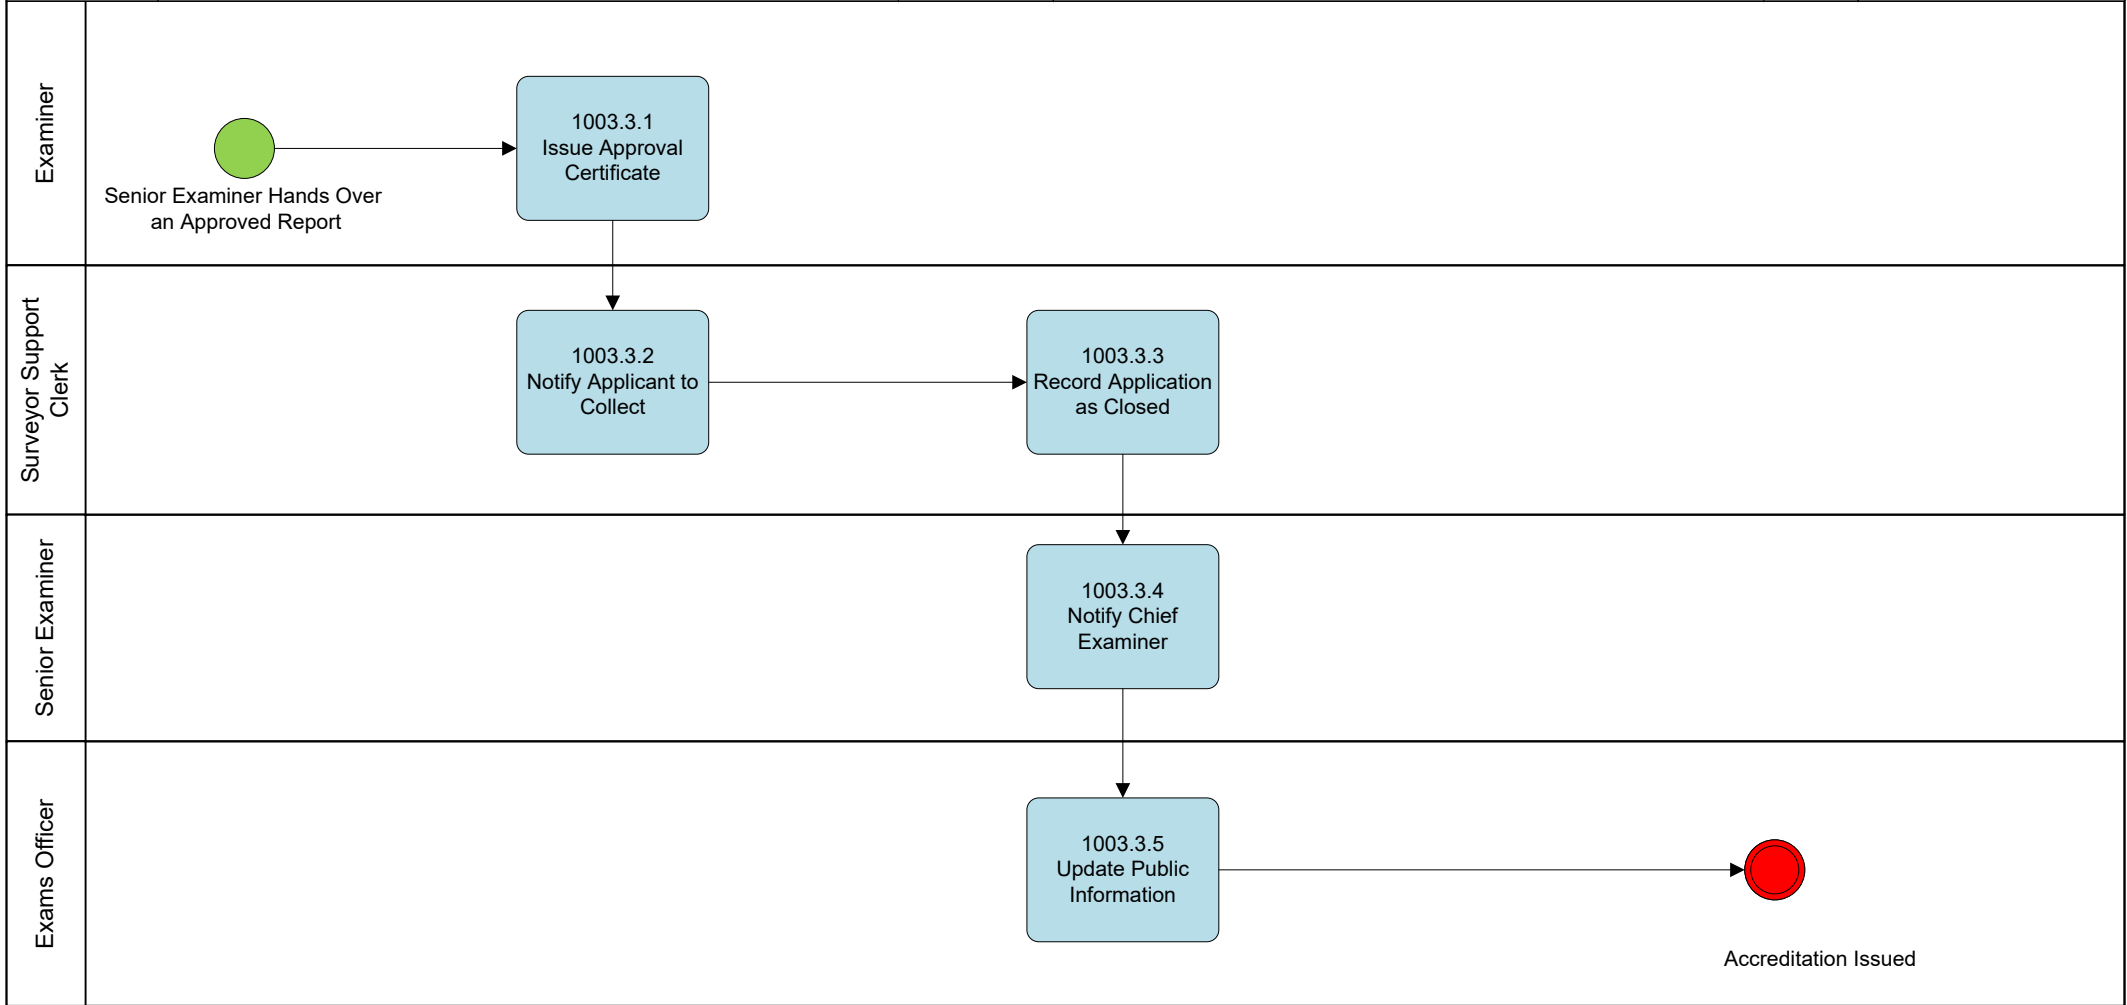 Examiner
Senior Examiner Hands Over
an Approved Report
1003.3.1
Issue Approval
Certificate
Surveyor Support
Clerk
1003.3.2
Notify Applicant to
Collect
1003.3.3
Record Application
as Closed
Senior Examiner
1003.3.4
Notify Chief
Examiner
Exams Officer
1003.3.5
Update Public
Information
Accreditation Issued